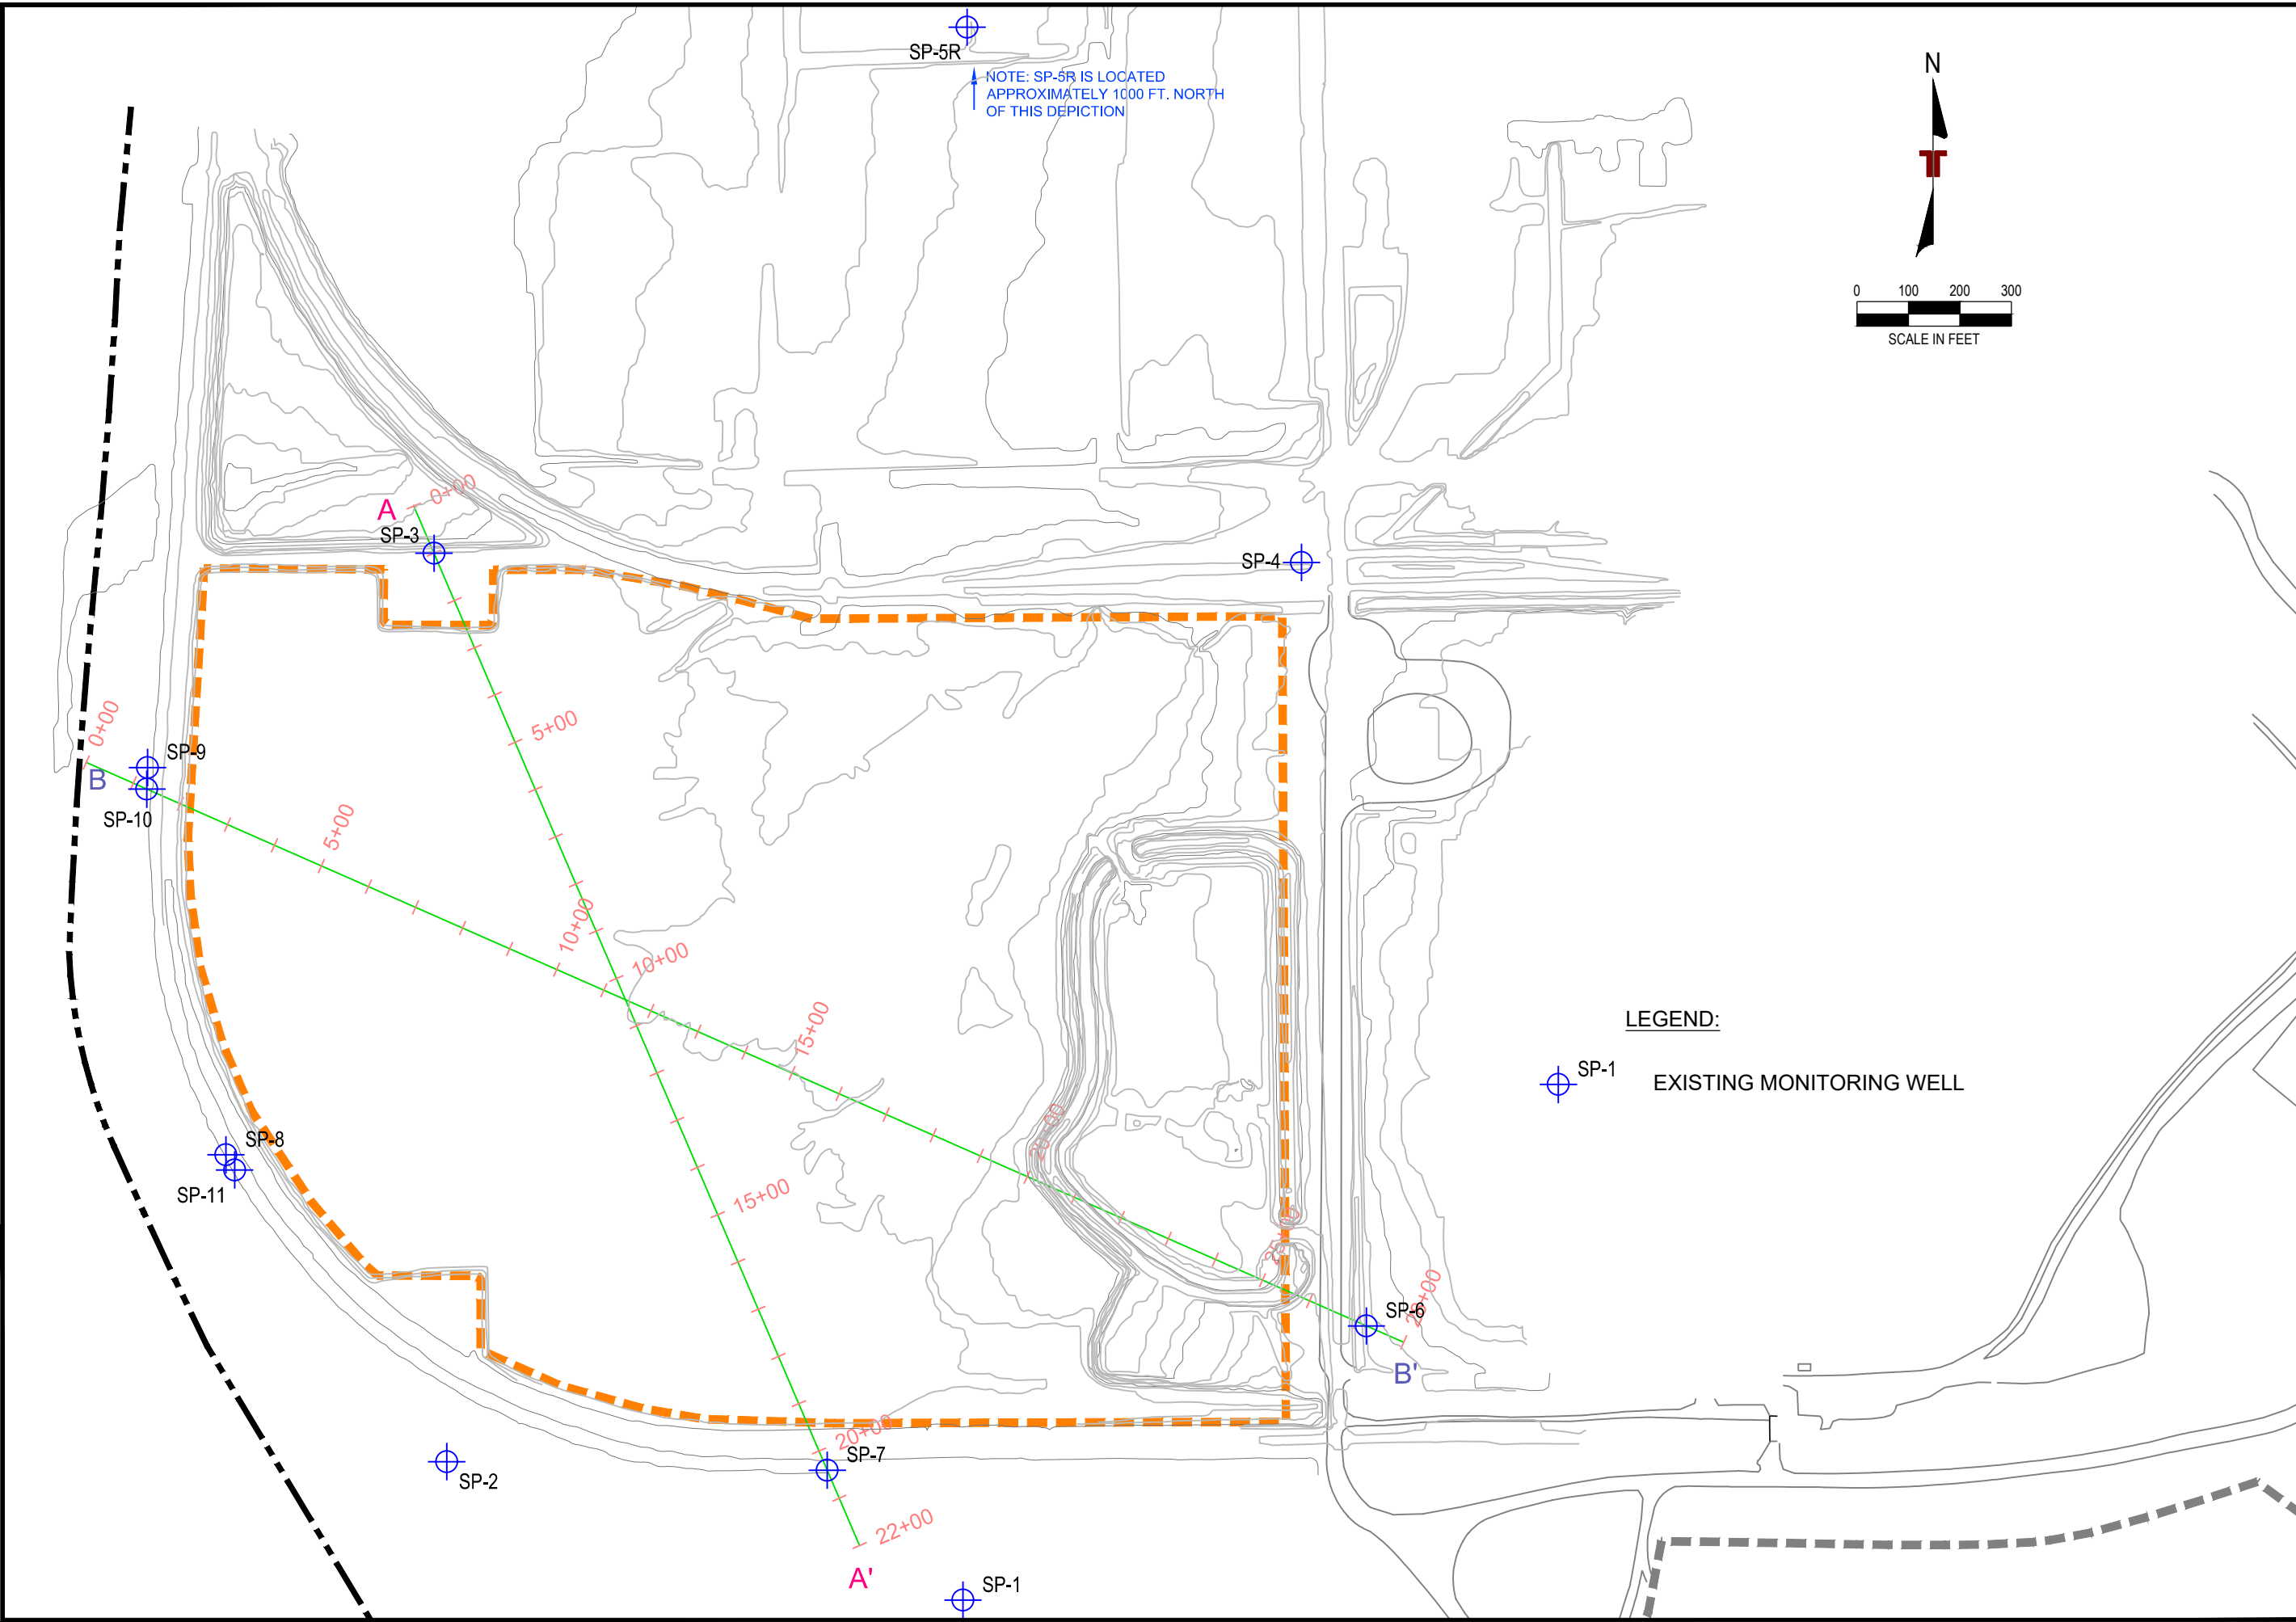 SP-5R
NOTE: SP-5R IS LOCATED
APPROXIMATELY 1000 FT. NORTH
OF THIS DEPICTION
N
0 100 200 300
SCALE IN FEET
A
0+00
SP-3
SP-4
5+00
0+00
SP-9
B
SP-10
5+00
10+00
10+00
15+00
LEGEND:
SP-1
EXISTING MONITORING WELL
20+00
SP-8
SP-11
15+00
25+00
28+00
SP-6
B'
20+00
SP-7
SP-2
22+00
A'
SP-1